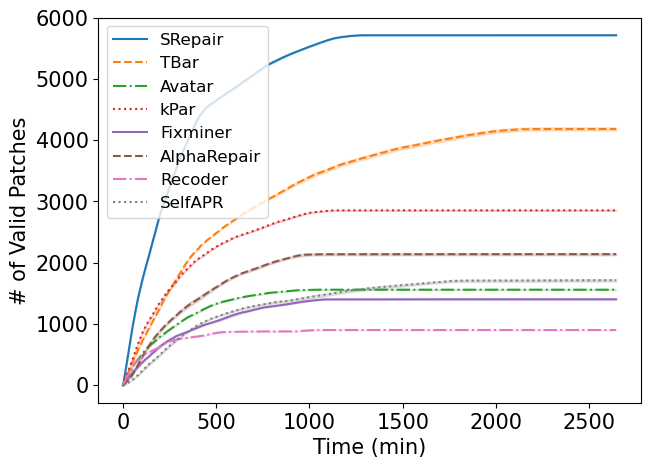 6000
5000
4000
3000
2000
1000
0
# of Valid Patches
SRepair
TBar
Avatar
kPar
Fixminer
AlphaRepair
Recoder
SelfAPR
0 500 1000 1500 2000 2500
Time (min)